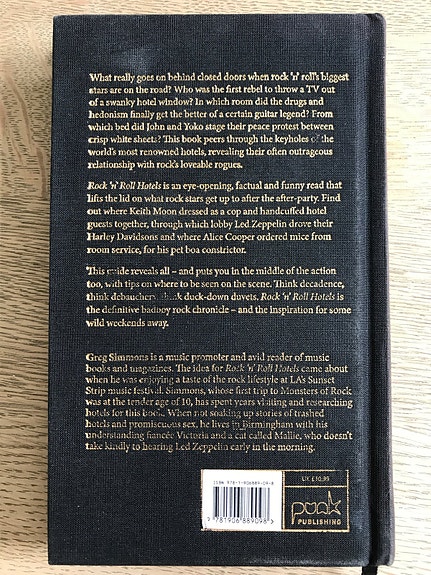 What really goes on behind closed doors when rock 'n' roll's biggest
stars are on the road? Who was the first rebel to throw a TV out
of a swanky hotel window? In which room did the drugs and
hedonism finally get the better of a certain guitar legend? From
which bed did John and Yoko stage their peace protest between
crisp white sheets? This book peers through the keyholes of the
world's most renowned hotels, revealing their often outrageous
relationship with rock's loveable rogues.
Rock 'n' Roll Hotels is an eye-opening, factual and funny read that
lifts the lid on what rock stars get up to after the after-party. Find
out where Keith Moon dressed as a cop and handcuffed hotel
guests together, through which lobby Led Zeppelin drove their
Harley Davidsons and where Alice Cooper ordered mice from
room service, for his pet boa constrictor.
This guide reveals all – and puts you in the middle of the action
too, with tips on where to be seen on the scene. Think decadence,
think debauchery, think duck-down duvets. Rock 'n' Roll Hotels is
the definitive badboy rock chronicle – and the inspiration for some
wild weekends away.
Greg Simmons is a music promoter and avid reader of music
books and magazines. The idea for Rock 'n' Roll Hotels came about
when he was enjoying a taste of the rock lifestyle at LA's Sunset
Strip music festival. Simmons, whose first trip to Monsters of Rock
was at the tender age of 10, has spent years visiting and researching
hotels for this book. When not soaking up stories of trashed
hotels and promiscuous sex, he lives in Birmingham with his
understanding fiancée Victoria and a cat called Mallie, who doesn't
take kindly to hearing Led Zeppelin early in the morning.
ISBN 978-1-906889-09-8
9 781906 889098 >
UK £10.99
punk
PUBLISHING